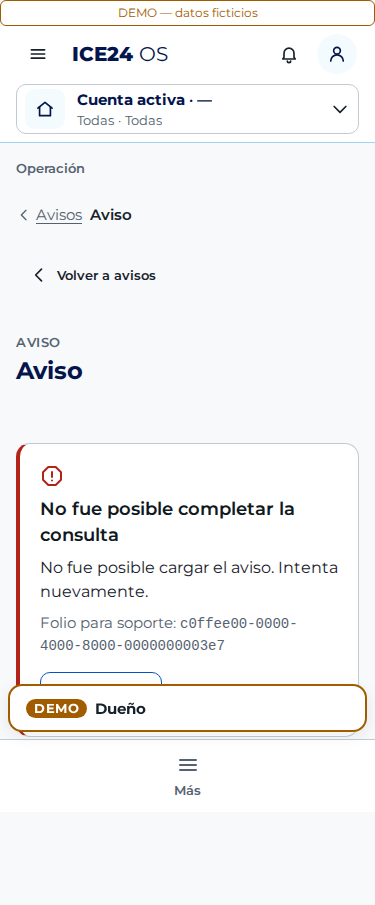 DEMO — datos ficticios
ICE24 OS
Cuenta activa · —
Todas · Todas
Operación
Avisos Aviso
Volver a avisos
AVISO
Aviso
No fue posible completar la
consulta
No fue posible cargar el aviso. Intenta
nuevamente.
Folio para soporte: c0ffee00-0000-
4000-8000-0000000003e7
DEMO Dueño
Más